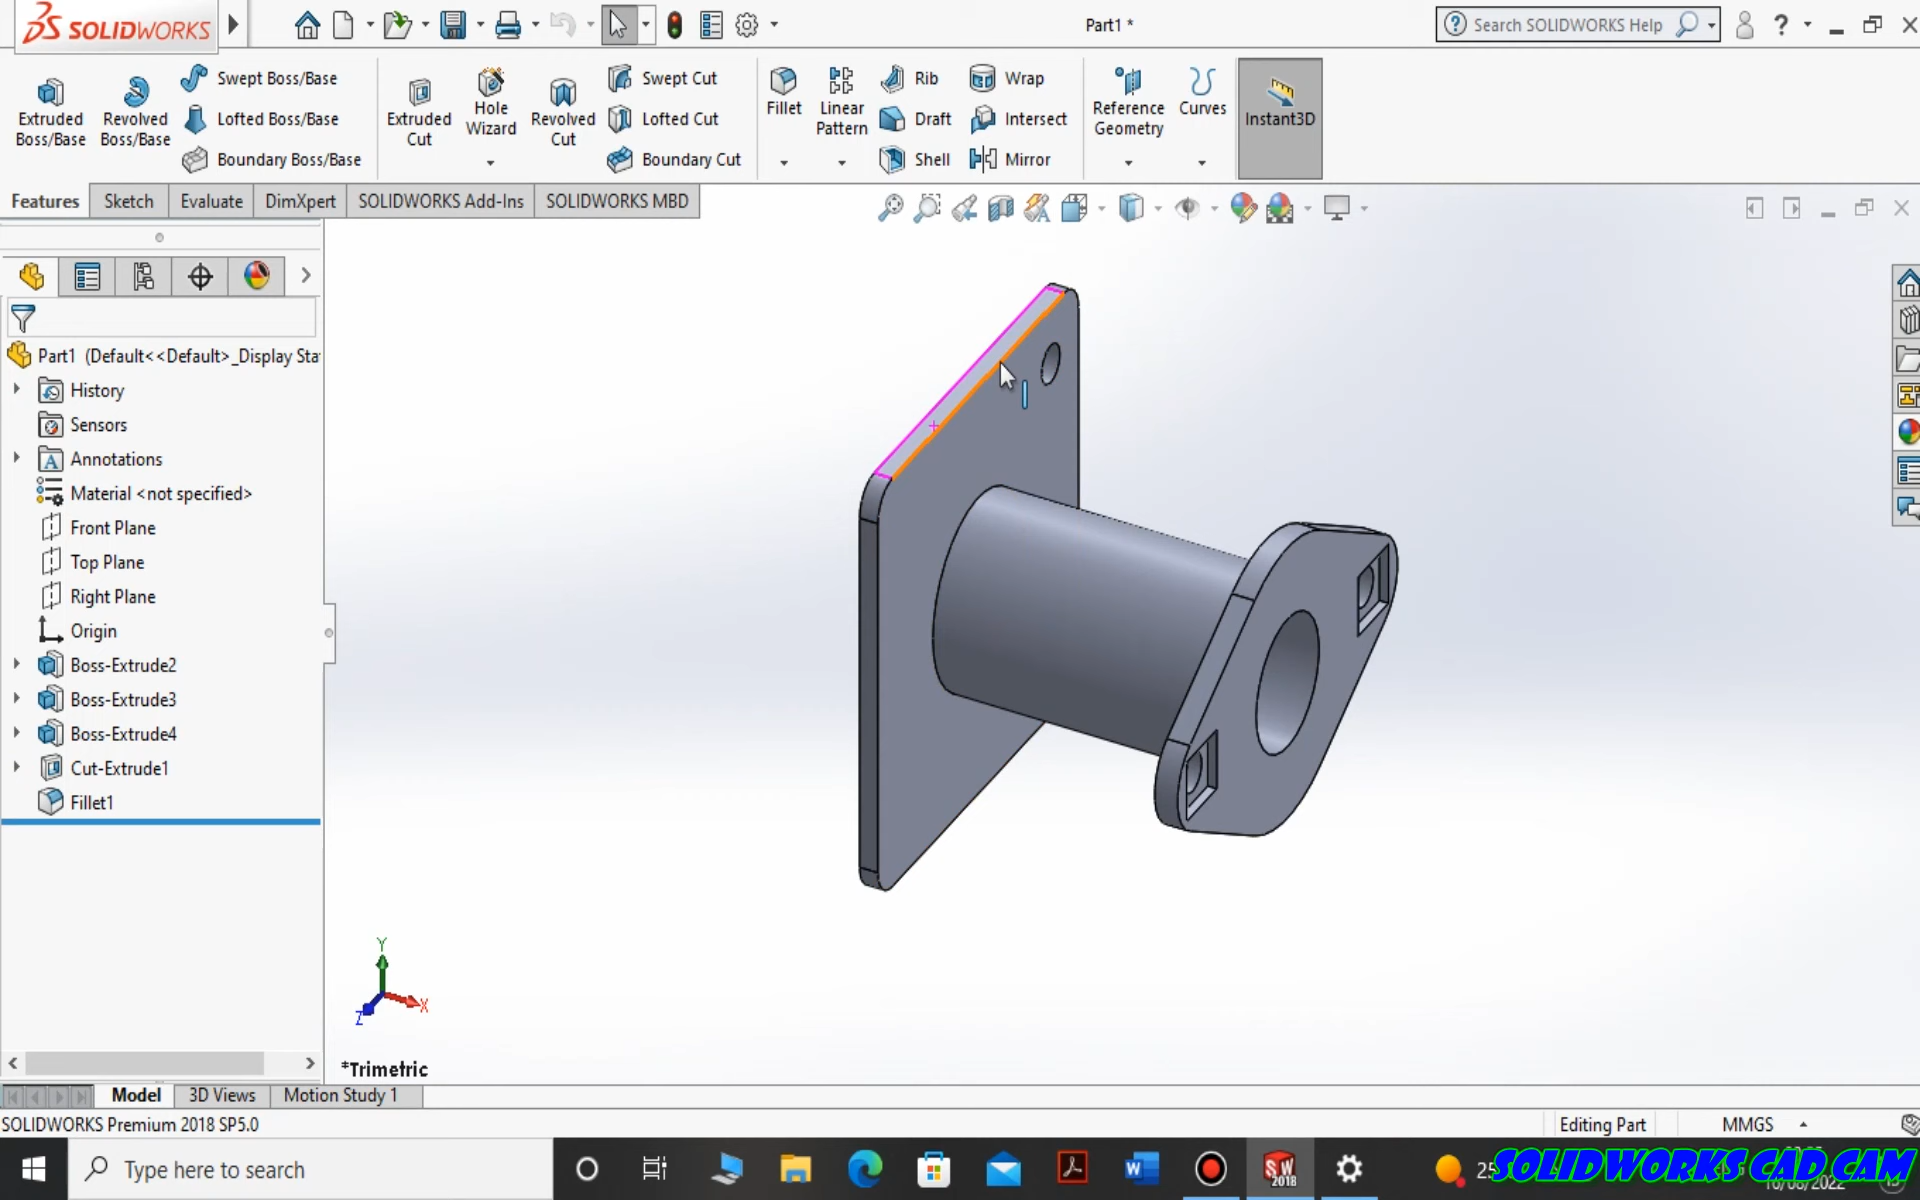 SOLIDWORKS
Part1 *
Search SOLIDWORKS Help
?
Extruded
Boss/Base
Revolved
Boss/Base
Swept Boss/Base
Lofted Boss/Base
Boundary Boss/Base
Extruded
Cut
Hole
Wizard
Revolved
Cut
Swept Cut
Lofted Cut
Boundary Cut
Fillet
Linear
Pattern
Rib
Draft
Shell
Wrap
Intersect
Mirror
Reference
Geometry
Curves
Instant3D
Features
Sketch
Evaluate
DimXpert
SOLIDWORKS Add-Ins
SOLIDWORKS MBD
Part1 (Default<<Default>_Display Sta
History
Sensors
Annotations
Material <not specified>
Front Plane
Top Plane
Right Plane
Origin
Boss-Extrude2
Boss-Extrude3
Boss-Extrude4
Cut-Extrude1
Fillet1
Y
X
Z
*Trimetric
Model
3D Views
Motion Study 1
SOLIDWORKS Premium 2018 SP5.0
Editing Part
MMGS
Type here to search
SW
2018
SOLIDWORKS CAD CAM